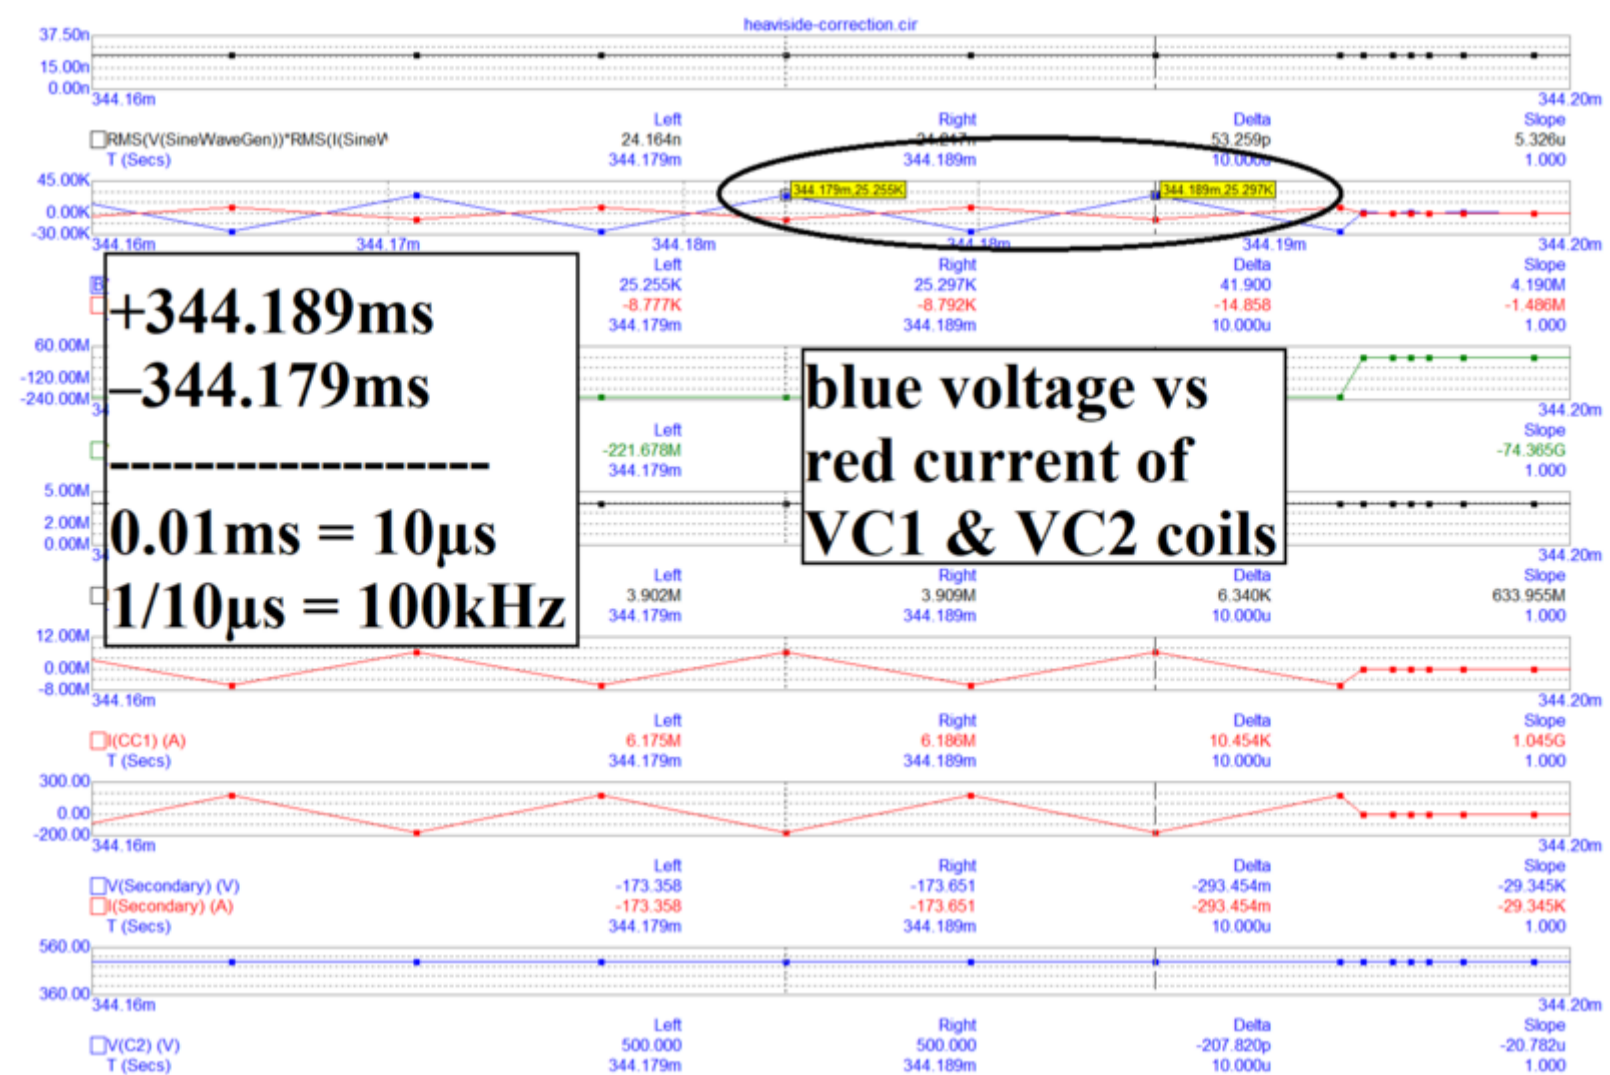 heaviside-correction.cir
37.50n
15.00n
0.00n
344.16m 344.20m
Left Right Delta Slope
RMS(V(SineWaveGen))*RMS(I(SineW 24.164n 24.217n 53.259p 5.326u
T (Secs) 344.179m 344.189m 10.000u 1.000
45.00K
0.00K
-30.00K
344.179m,25.255K 344.189m,25.297K
344.16m 344.17m 344.18m 344.18m 344.19m 344.20m
Left Right Delta Slope
B 25.255K 25.297K 41.900 4.190M
-8.777K -8.792K -14.858 -1.486M
344.179m 344.189m 10.000u 1.000
+344.189ms
–344.179ms
------------------
0.01ms = 10μs
1/10μs = 100kHz
blue voltage vs
red current of
VC1 & VC2 coils
60.00M
-120.00M
-240.00M
34 344.20m
Left Slope
-221.678M -74.365G
344.179m 1.000
5.00M
2.00M
0.00M
34 344.20m
Left Right Delta Slope
3.902M 3.909M 6.340K 633.955M
344.179m 344.189m 10.000u 1.000
12.00M
0.00M
-8.00M
344.16m 344.20m
Left Right Delta Slope
I(CC1) (A) 6.175M 6.186M 10.454K 1.045G
T (Secs) 344.179m 344.189m 10.000u 1.000
300.00
0.00
-200.00
344.16m 344.20m
Left Right Delta Slope
V(Secondary) (V) -173.358 -173.651 -293.454m -29.345K
I(Secondary) (A) -173.358 -173.651 -293.454m -29.345K
T (Secs) 344.179m 344.189m 10.000u 1.000
560.00
360.00
344.16m 344.20m
Left Right Delta Slope
V(C2) (V) 500.000 500.000 -207.820p -20.782u
T (Secs) 344.179m 344.189m 10.000u 1.000